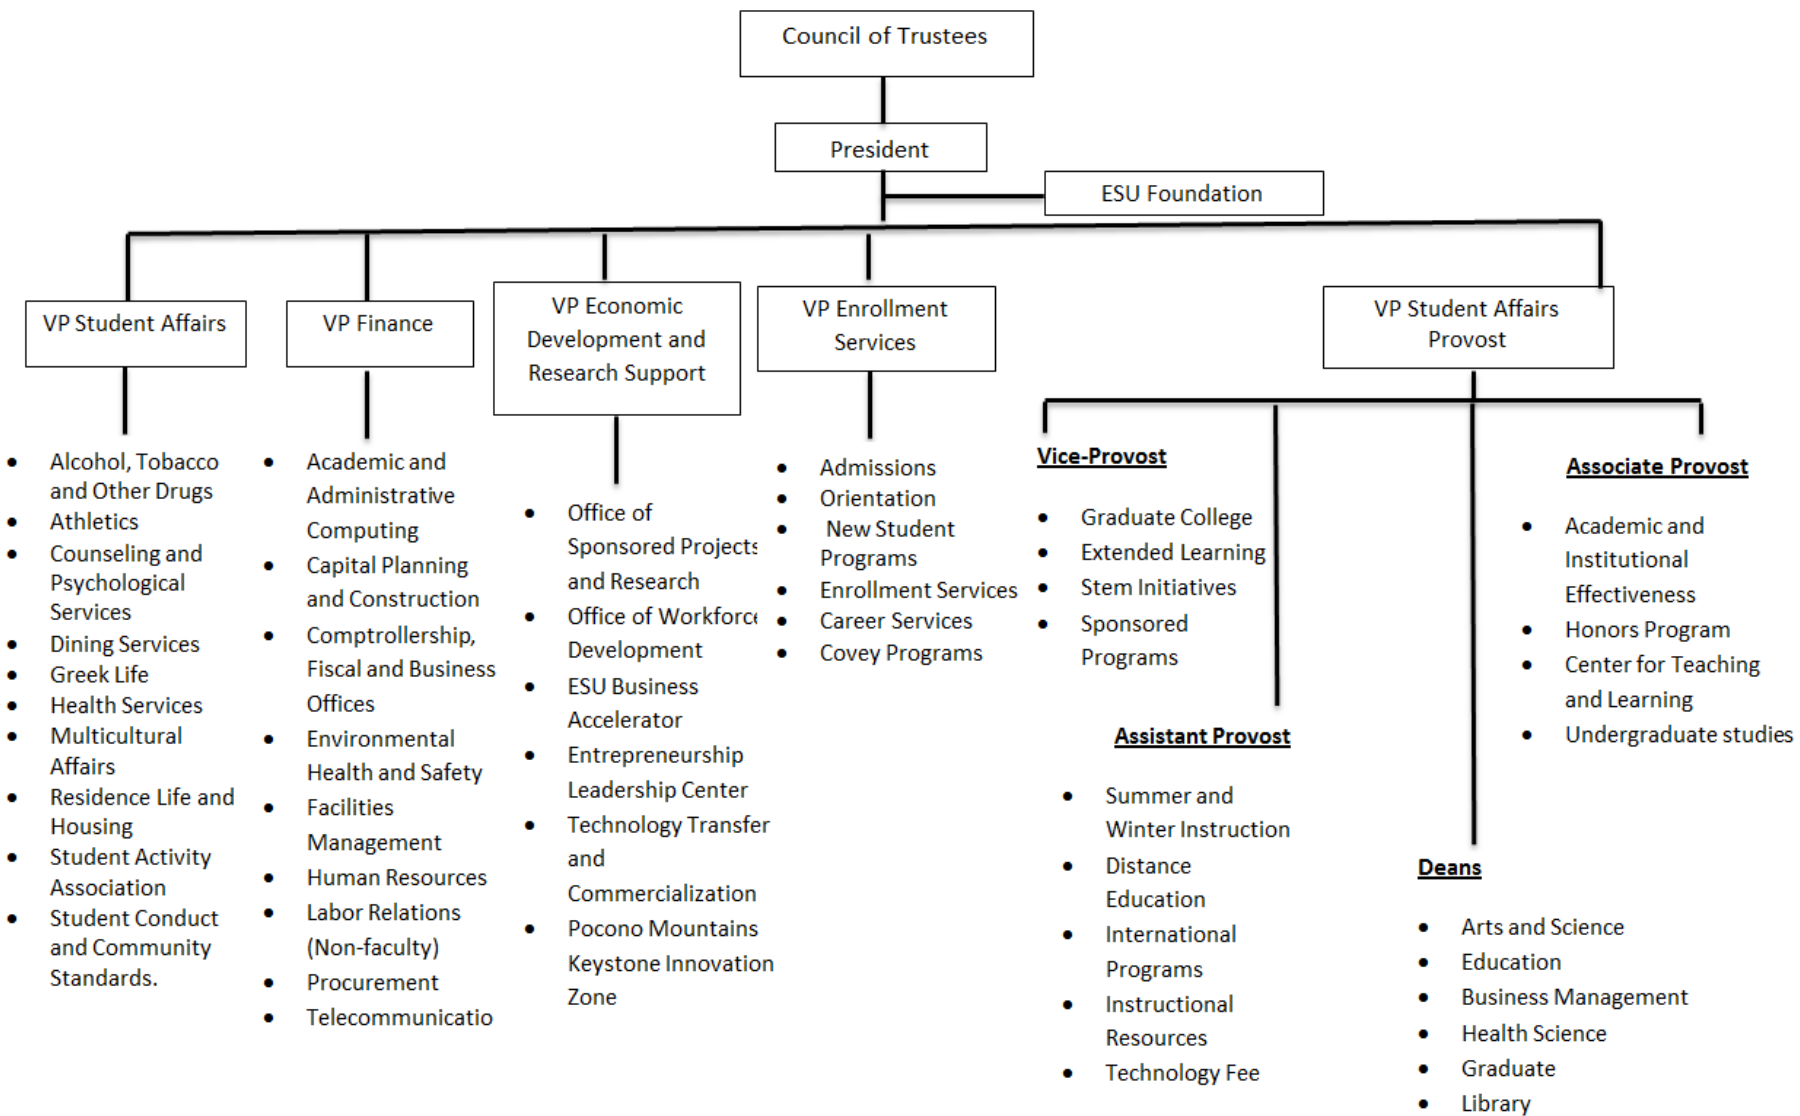 Council of Trustees
President
ESU Foundation
VP Student Affairs
VP Finance
VP Economic
Development and
Research Support
VP Enrollment
Services
VP Student Affairs
Provost
• Alcohol, Tobacco
and Other Drugs
• Athletics
• Counseling and
Psychological
Services
• Dining Services
• Greek Life
• Health Services
• Multicultural
Affairs
• Residence Life and
Housing
• Student Activity
Association
• Student Conduct
and Community
Standards.
• Academic and
Administrative
Computing
• Capital Planning
and Construction
• Comptrollership,
Fiscal and Business
Offices
• Environmental
Health and Safety
• Facilities
Management
• Human Resources
• Labor Relations
(Non-faculty)
• Procurement
• Telecommunicatio
• Office of
Sponsored Projects
and Research
• Office of Workforce
Development
• ESU Business
Accelerator
• Entrepreneurship
Leadership Center
• Technology Transfer
and
Commercialization
• Pocono Mountains
Keystone Innovation
Zone
• Admissions
• Orientation
• New Student
Programs
• Enrollment Services
• Career Services
• Covey Programs
Vice-Provost
• Graduate College
• Extended Learning
• Stem Initiatives
• Sponsored
Programs
Assistant Provost
• Summer and
Winter Instruction
• Distance
Education
• International
Programs
• Instructional
Resources
• Technology Fee
Deans
• Arts and Science
• Education
• Business Management
• Health Science
• Graduate
• Library
Associate Provost
• Academic and
Institutional
Effectiveness
• Honors Program
• Center for Teaching
and Learning
• Undergraduate studies